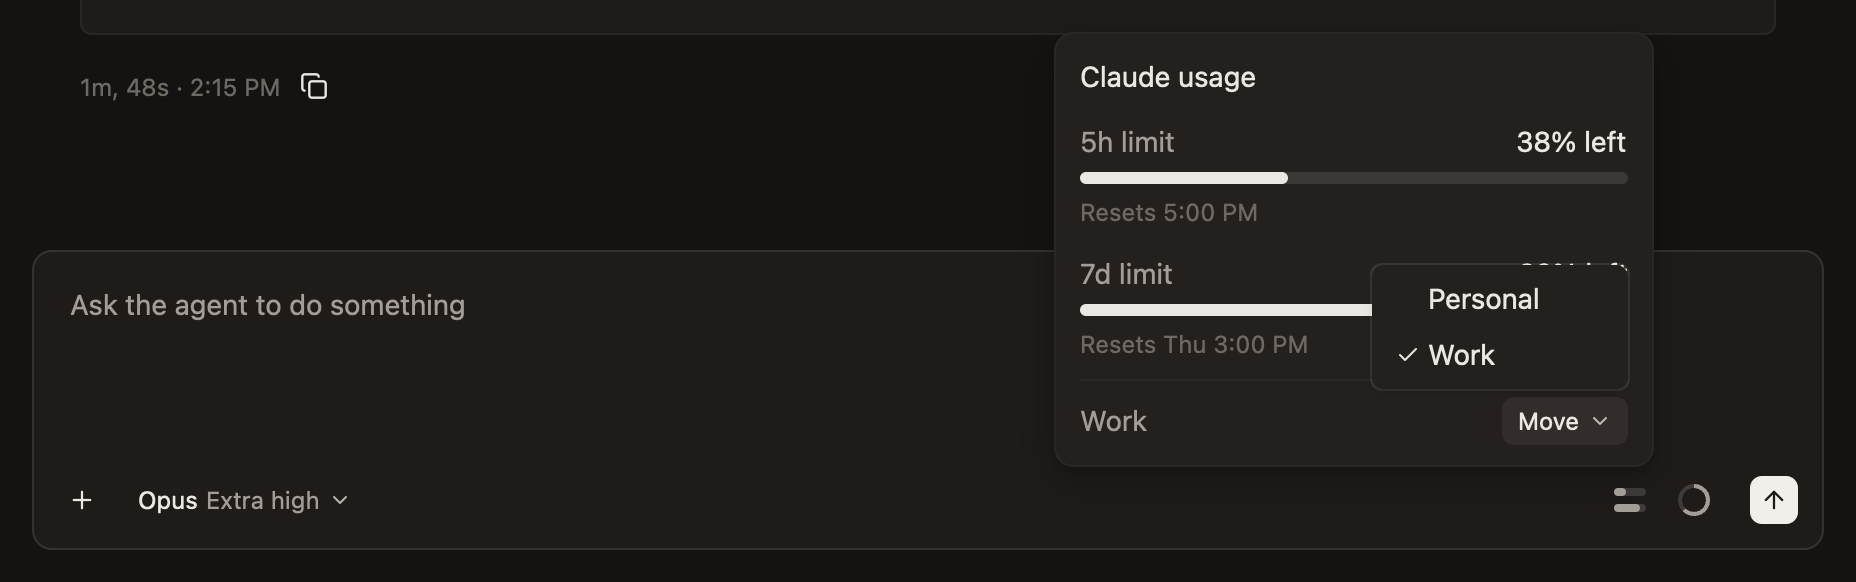 1m, 48s · 2:15 PM
Claude usage
5h limit
38% left
Resets 5:00 PM
7d limit
Personal
Resets Thu 3:00 PM
Work
Work
Move
Ask the agent to do something
Opus Extra high